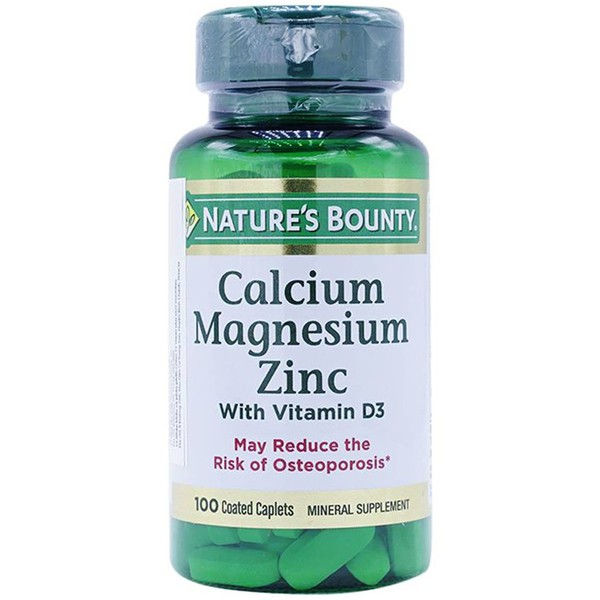 NATURE'S BOUNTY®
Calcium
Magnesium
Zinc
With Vitamin D3
May Reduce the
Risk of Osteoporosis*
100 Coated Caplets MINERAL SUPPLEMENT